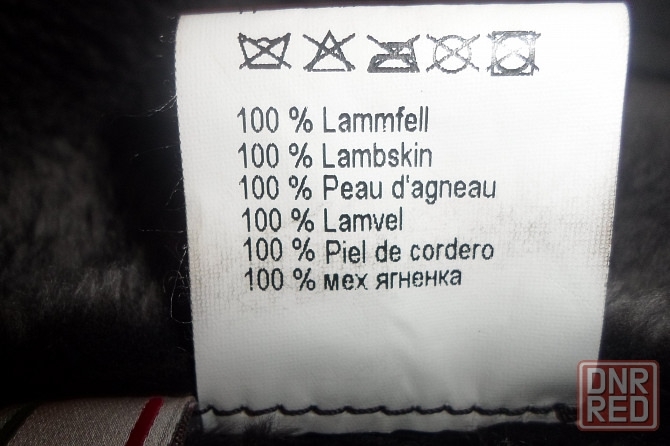 100 % Lammfell
100 % Lambskin
100 % Peau d'agneau
100 % Lamvel
100 % Piel de cordero
100 % мех ягненка
DNR
RED